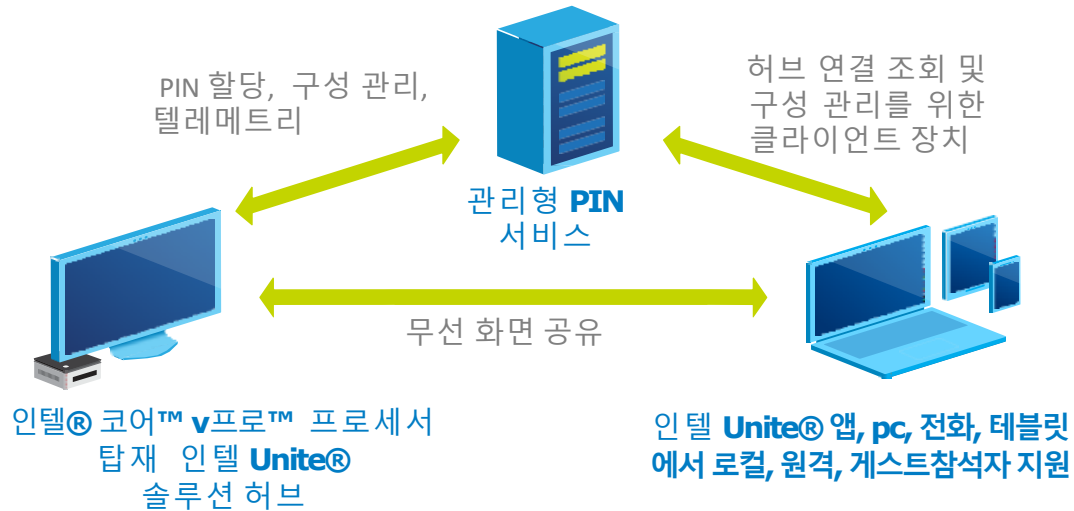 PIN 할당, 구성 관리,
텔레메트리
허브 연결 조회 및
구성 관리를 위한
클라이언트 장치
관리형 PIN
서비스
무선 화면 공유
인텔® 코어™ v프로™ 프로세서
탑재 인텔 Unite®
솔루션 허브
인텔 Unite® 앱, pc, 전화, 테블릿
에서 로컬, 원격, 게스트참석자 지원